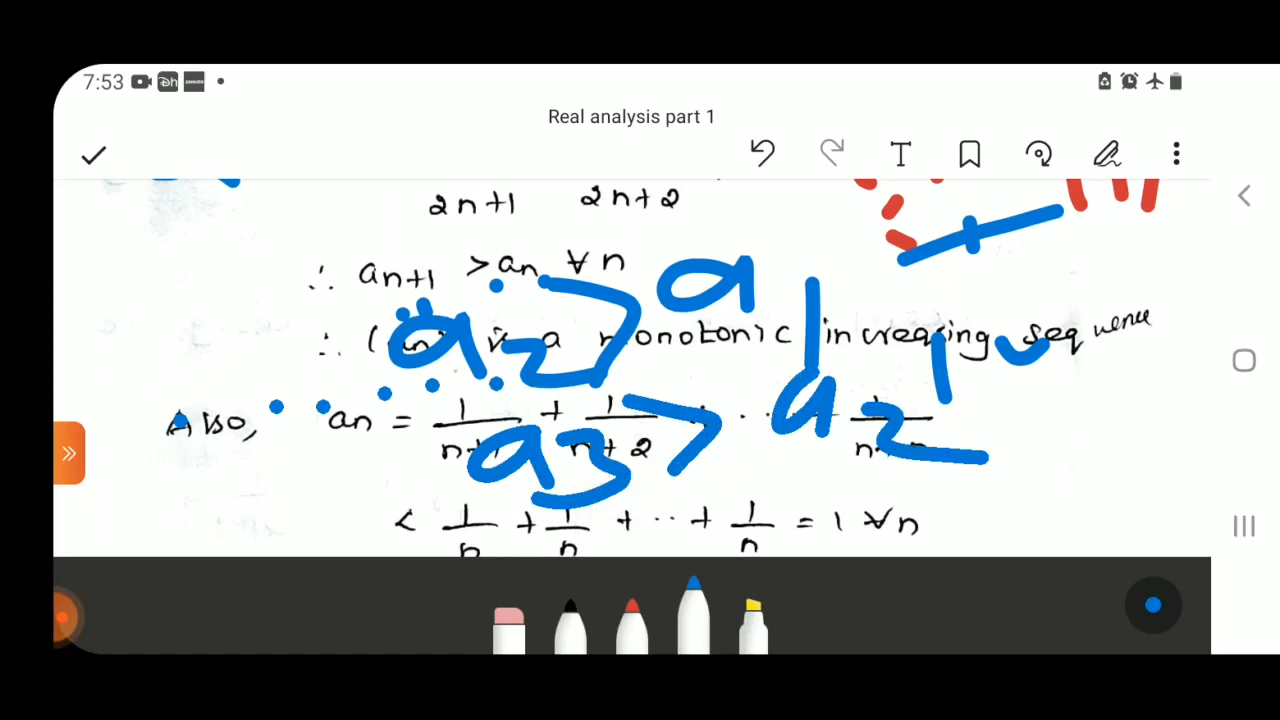 7:53
Real analysis part 1
2n+1 2n+2
∴ an+1 > an ∀ n
a2 > a1
∴ (an) is a monotonic increasing sequence
Also, an = 1/n+1 + 1/n+2 + ... + 1/n+n
a3 > a2
< 1/n + 1/n + .. + 1/n = 1 ∀ n